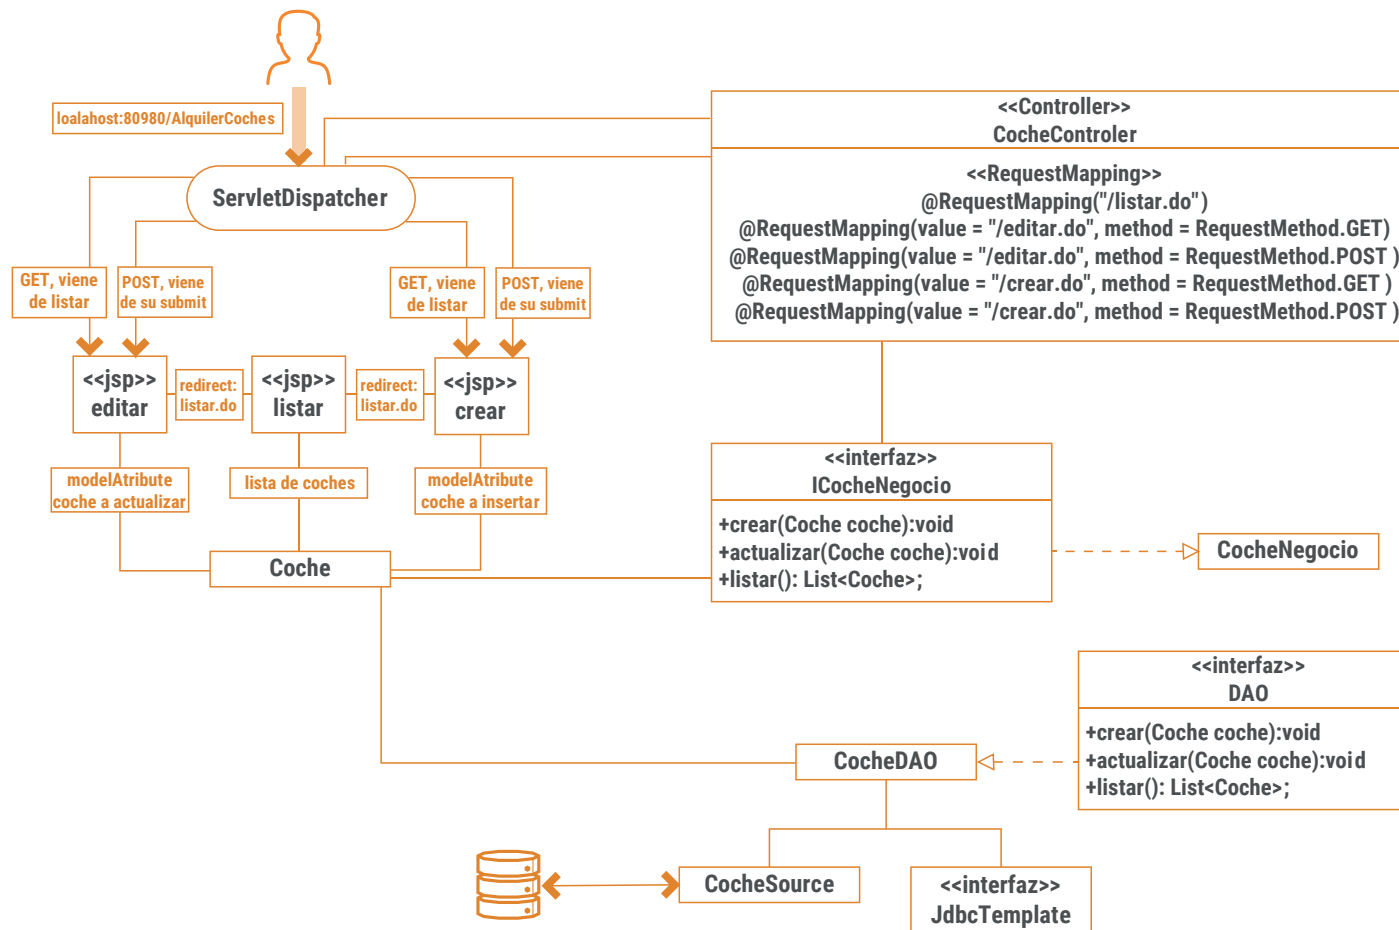 loalahost:80980/AlquilerCoches
ServletDispatcher
<<Controller>>
CocheControler
<<RequestMapping>>
@RequestMapping("/listar.do")
@RequestMapping(value = "/editar.do", method = RequestMethod.GET)
@RequestMapping(value = "/editar.do", method = RequestMethod.POST )
@RequestMapping(value = "/crear.do", method = RequestMethod.GET )
@RequestMapping(value = "/crear.do", method = RequestMethod.POST )
GET, viene
de listar
POST, viene
de su submit
GET, viene
de listar
POST, viene
de su submit
<<jsp>>
editar
redirect:
listar.do
<<jsp>>
listar
redirect:
listar.do
<<jsp>>
crear
modelAtribute
coche a actualizar
lista de coches
modelAtribute
coche a insertar
Coche
<<interfaz>>
ICocheNegocio
+crear(Coche coche):void
+actualizar(Coche coche):void
+listar(): List<Coche>;
CocheNegocio
<<interfaz>>
DAO
+crear(Coche coche):void
+actualizar(Coche coche):void
+listar(): List<Coche>;
CocheDAO
CocheSource
<<interfaz>>
JdbcTemplate